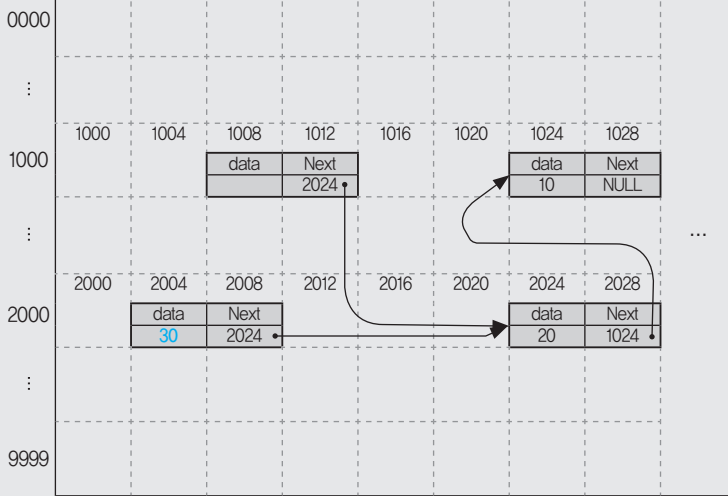 0000
⋮
1000 1004 1008 1012 1016 1020 1024 1028
1000 data Next data Next
2024 10 NULL
⋮ ...
2000 2004 2008 2012 2016 2020 2024 2028
2000 data Next data Next
30 2024 20 1024
⋮
9999